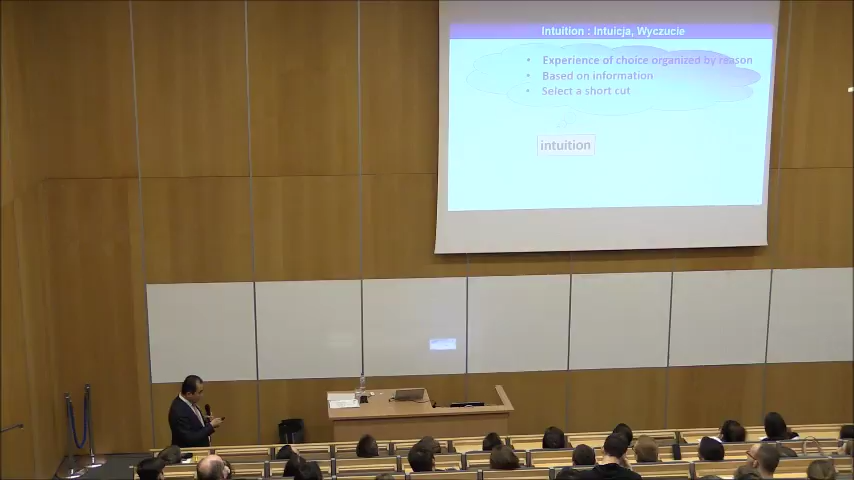 Intuition : Intuicja, Wyczucie
• Experience of choice organized by reason
• Based on information
• Select a short cut
intuition